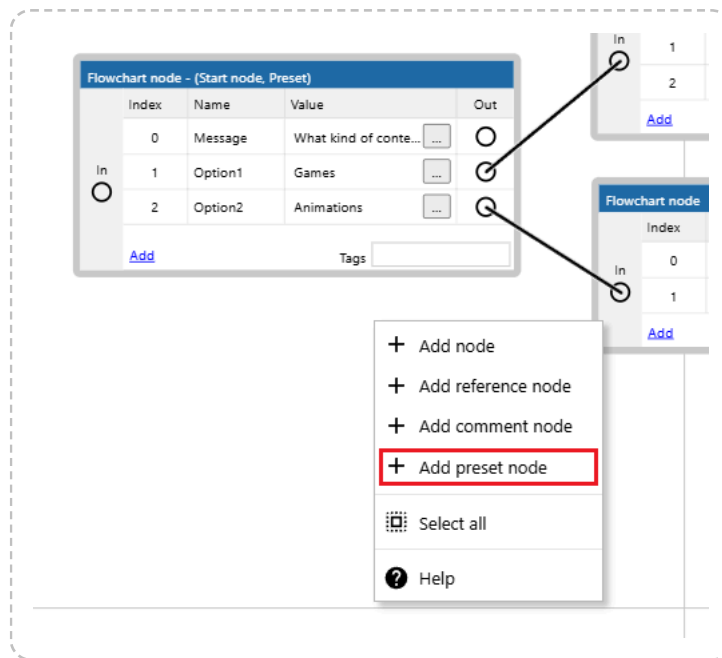 Flowchart node - (Start node, Preset)
Index Name Value Out
0 Message What kind of conte... ...
In 1 Option1 Games ...
2 Option2 Animations ...
Add Tags
In 1
2
Add
Flowchart node
Index
0
In
1
Add
Add node
Add reference node
Add comment node
Add preset node
Select all
Help